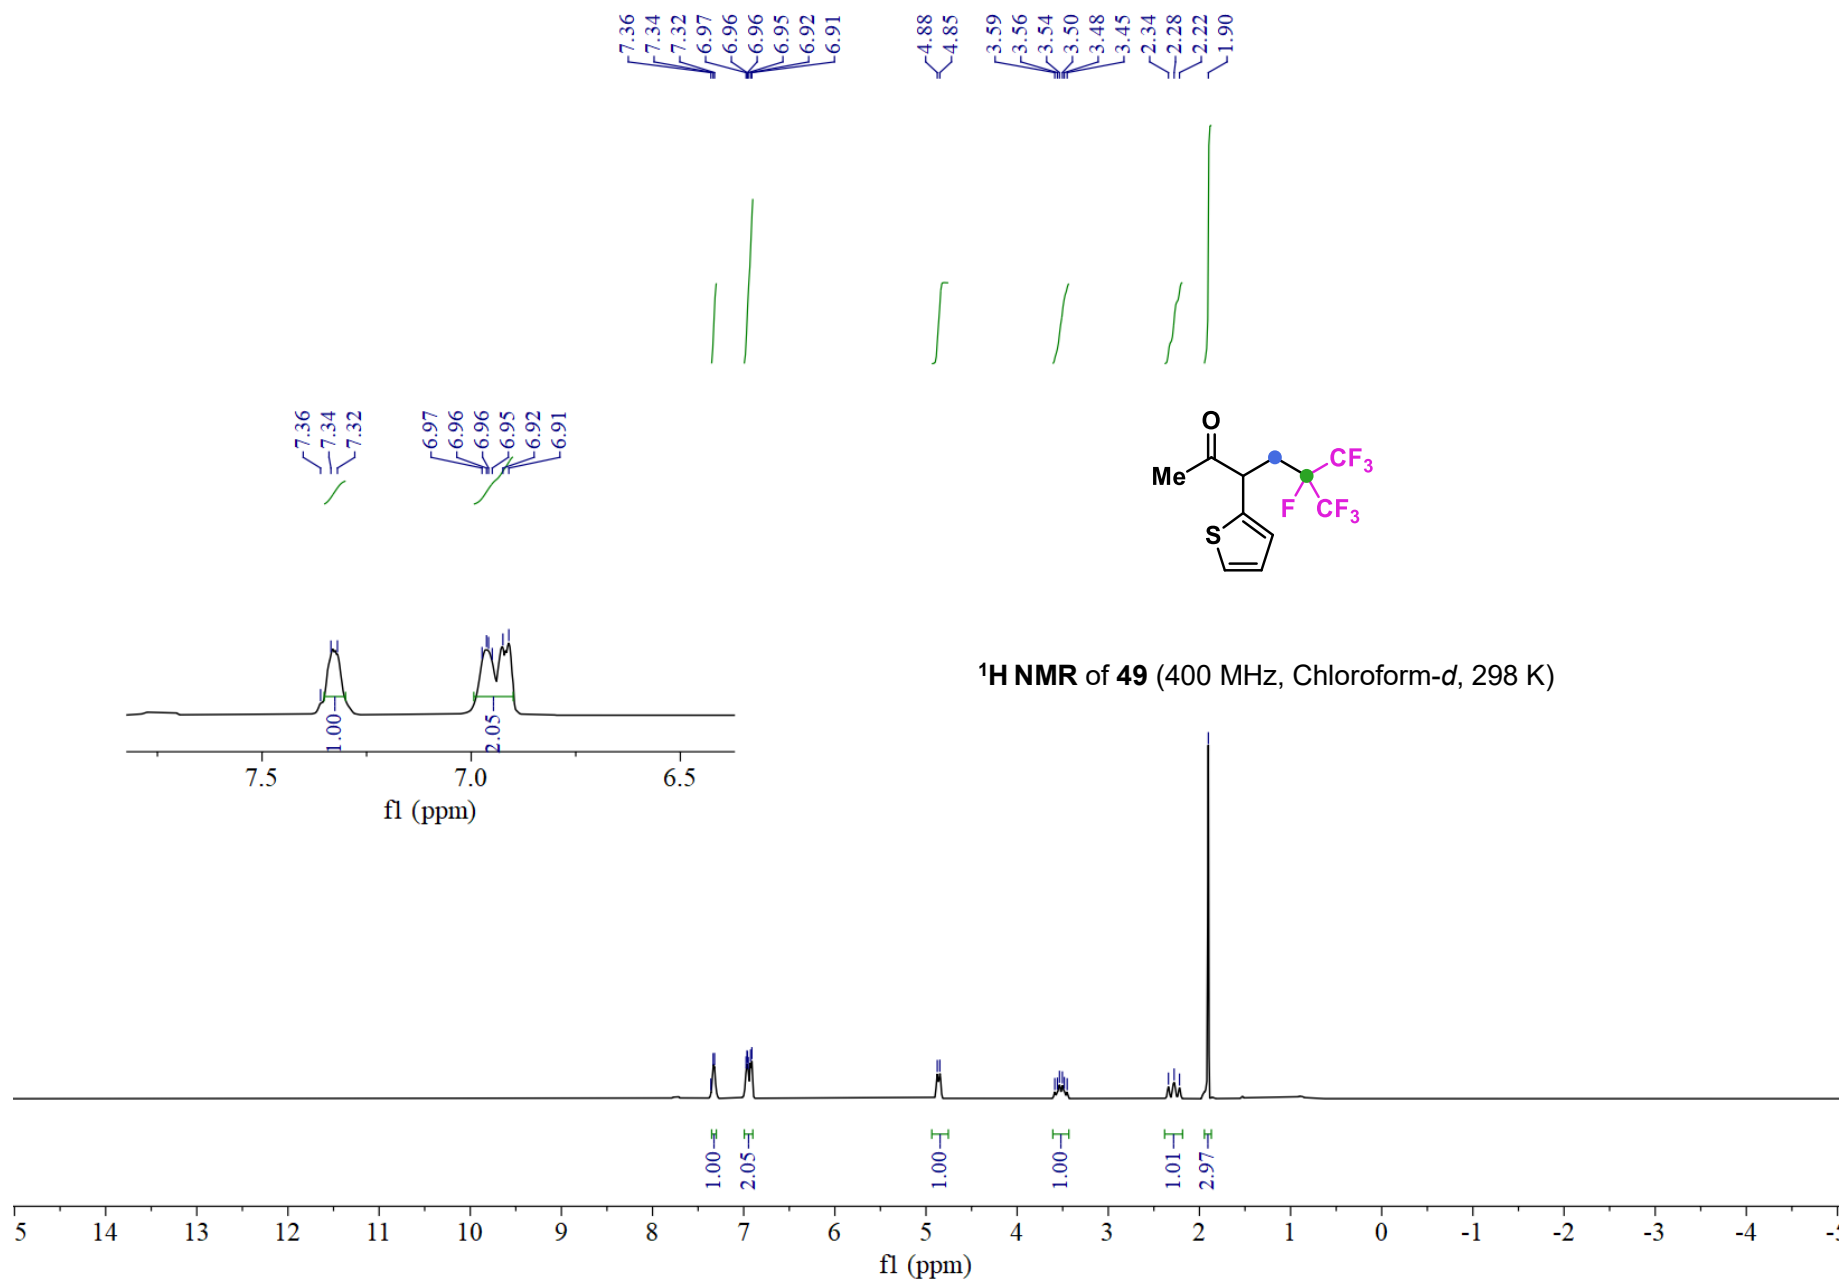 7.36 7.34 7.32 6.97 6.96 6.96 6.95 6.92 6.91 4.88 4.85 3.59 3.56 3.54 3.50 3.48 3.45 2.34 2.28 2.22 1.90
7.36 7.34 7.32 6.97 6.96 6.96 6.95 6.92 6.91
O
Me
CF3
F
CF3
S
1.00 2.05
7.5 7.0 6.5
f1 (ppm)
1H NMR of 49 (400 MHz, Chloroform-d, 298 K)
1.00 2.05 1.00 1.00 1.01 2.97
5 14 13 12 11 10 9 8 7 6 5 4 3 2 1 0 -1 -2 -3 -4
f1 (ppm)